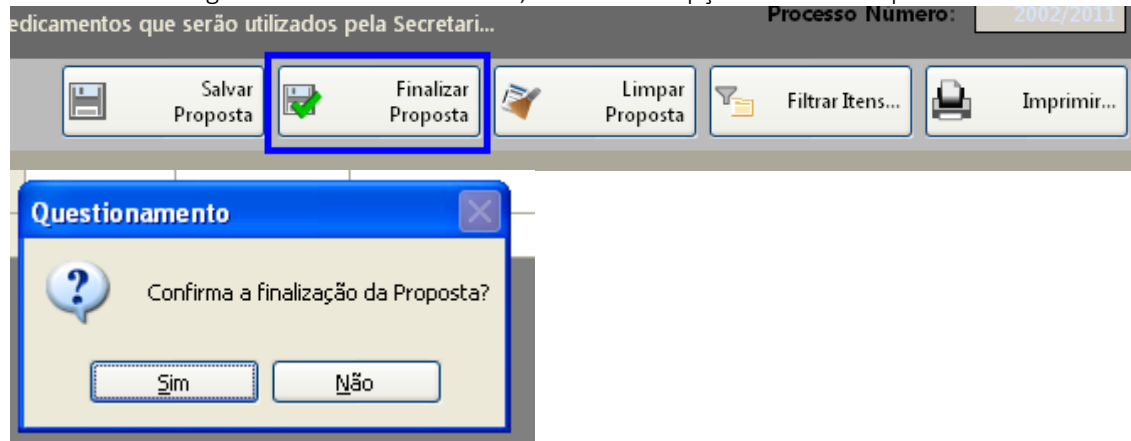 edicamentos que serão utilizados pela Secretari...
Processo Número: 2002/2011
Salvar
Proposta
Finalizar
Proposta
Limpar
Proposta
Filtrar Itens...
Imprimir...
Questionamento
Confirma a finalização da Proposta?
Sim
Não